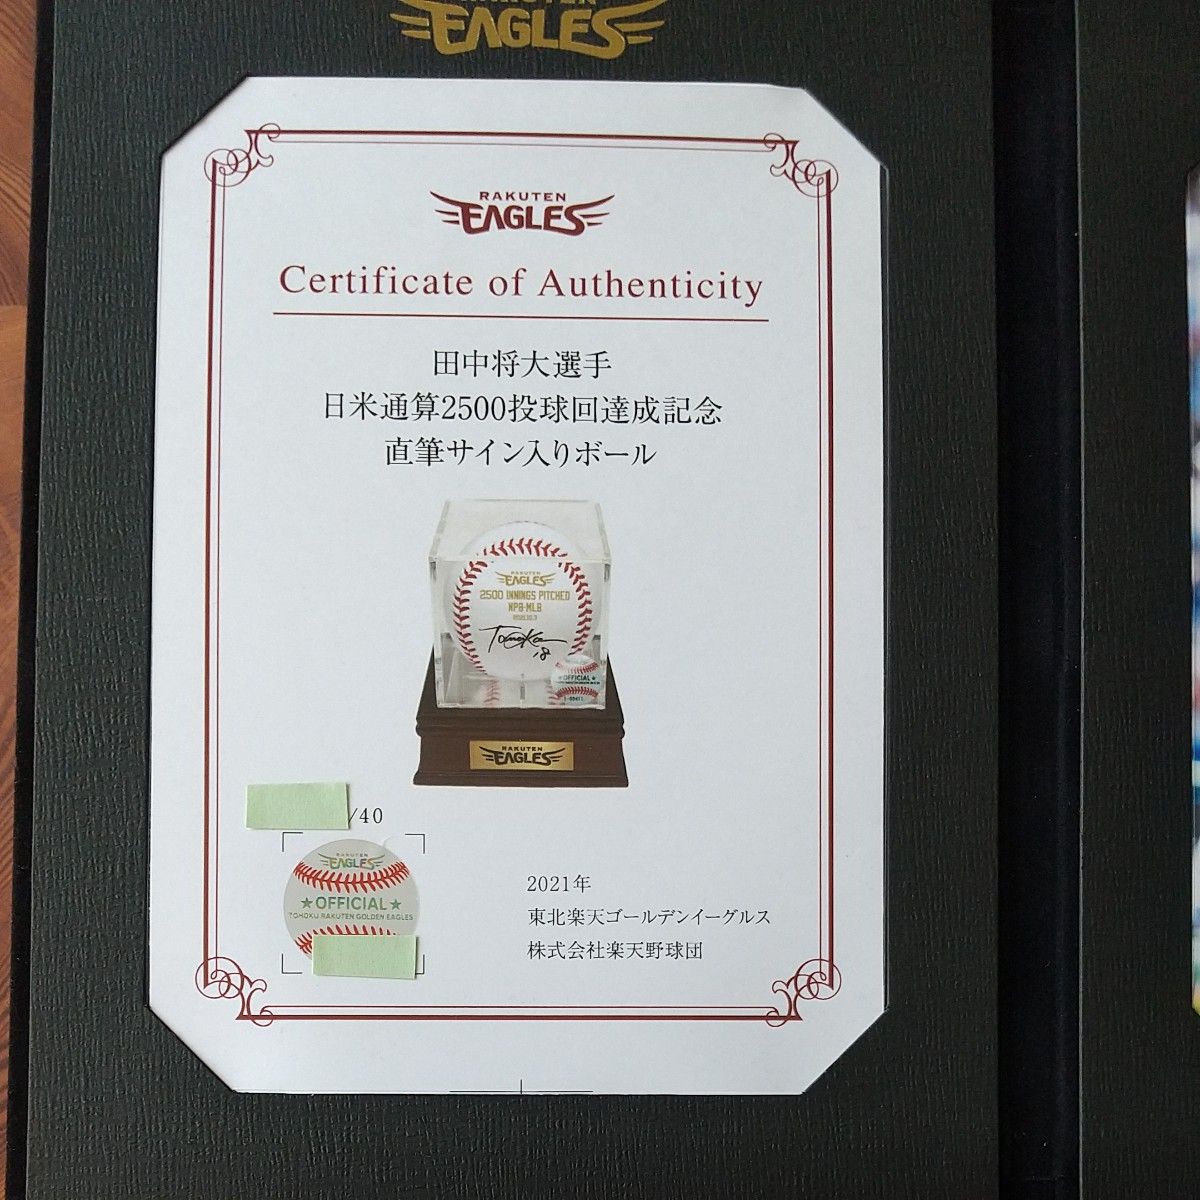 EAGLES
RAKUTEN
EAGLES
Certificate of Authenticity
田中将大選手
日米通算2500投球回達成記念
直筆サイン入りボール
RAKUTEN
EAGLES
2500 INNINGS PITCHED
NPB-MLB
18
★OFFICIAL★
RAKUTEN
EAGLES
/40
RAKUTEN
EAGLES
★OFFICIAL★
TOHOKU RAKUTEN GOLDEN EAGLES
2021年
東北楽天ゴールデンイーグルス
株式会社楽天野球団